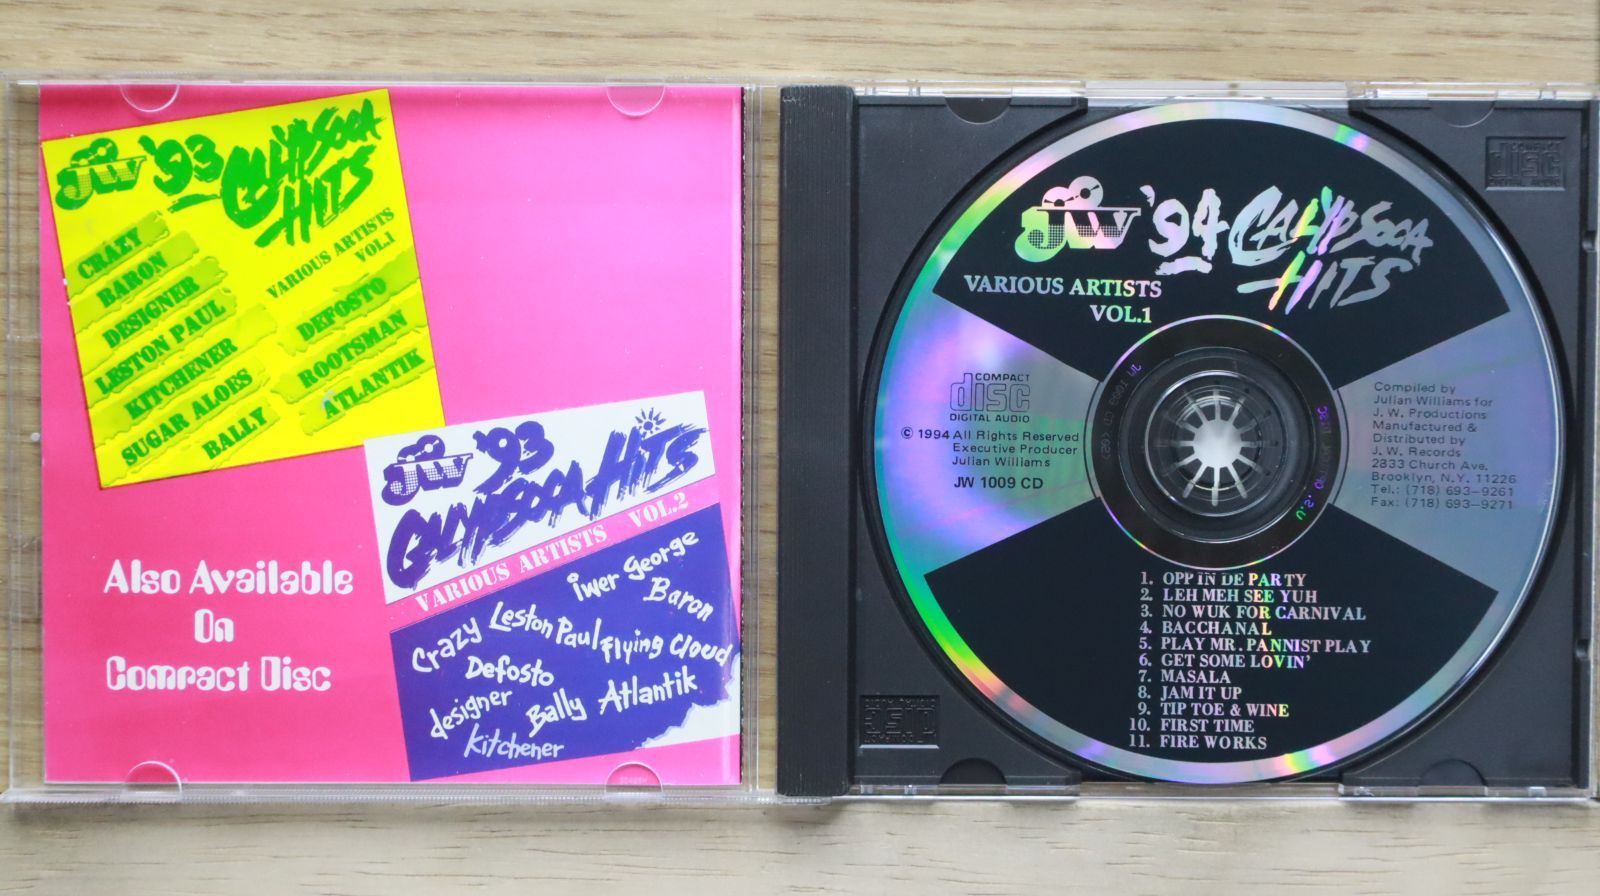 JW '93 CALYPSOCA
HITS
VARIOUS ARTISTS
VOL.1
CRAZY
BARON
DESIGNER
LESTON PAUL
KITCHENER
SUGAR ALOES
BALLY
DEFOSTO
ROOTSMAN
ATLANTIK
JW '93
CALYPSOCA HITS
VARIOUS ARTISTS VOL.2
Crazy
Leston Paul
iwer George
Baron
Flying Cloud
Defosto
designer
Bally
Atlantik
Kitchener
Also Available
On
Compact Disc
JW '94 CALYPSOCA
HITS
VARIOUS ARTISTS
VOL.1
COMPACT
disc
DIGITAL AUDIO
© 1994 All Rights Reserved
Executive Producer
Julian Williams
JW 1009 CD
Compiled by
Julian Williams for
J. W. Productions
Manufactured &
Distributed by
J. W. Records
2833 Church Ave.
Brooklyn, N.Y. 11226
Tel.: (718) 693-9261
Fax: (718) 693-9271
1. OPP IN DE PARTY
2. LEH MEH SEE YUH
3. NO WUK FOR CARNIVAL
4. BACCHANAL
5. PLAY MR. PANNIST PLAY
6. GET SOME LOVIN'
7. MASALA
8. JAM IT UP
9. TIP TOE & WINE
10. FIRST TIME
11. FIRE WORKS
COMPACT
disc